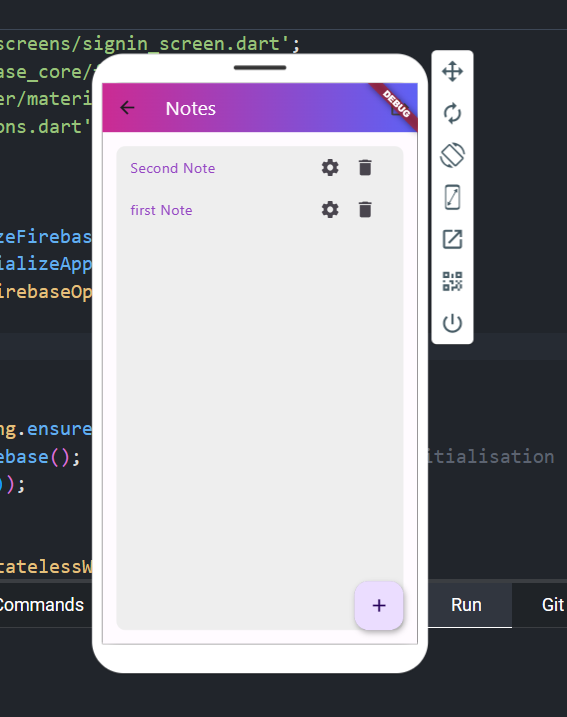 screens/signin_screen.dart';
ase_core/
er/materi
ons.dart'
Notes
DEBUG
Second Note
first Note
zeFirebas
ializeApp
irebaseOp
ng.ensure
ebase();
itialisation
);
tatelessW
Commands
Run
Git
+